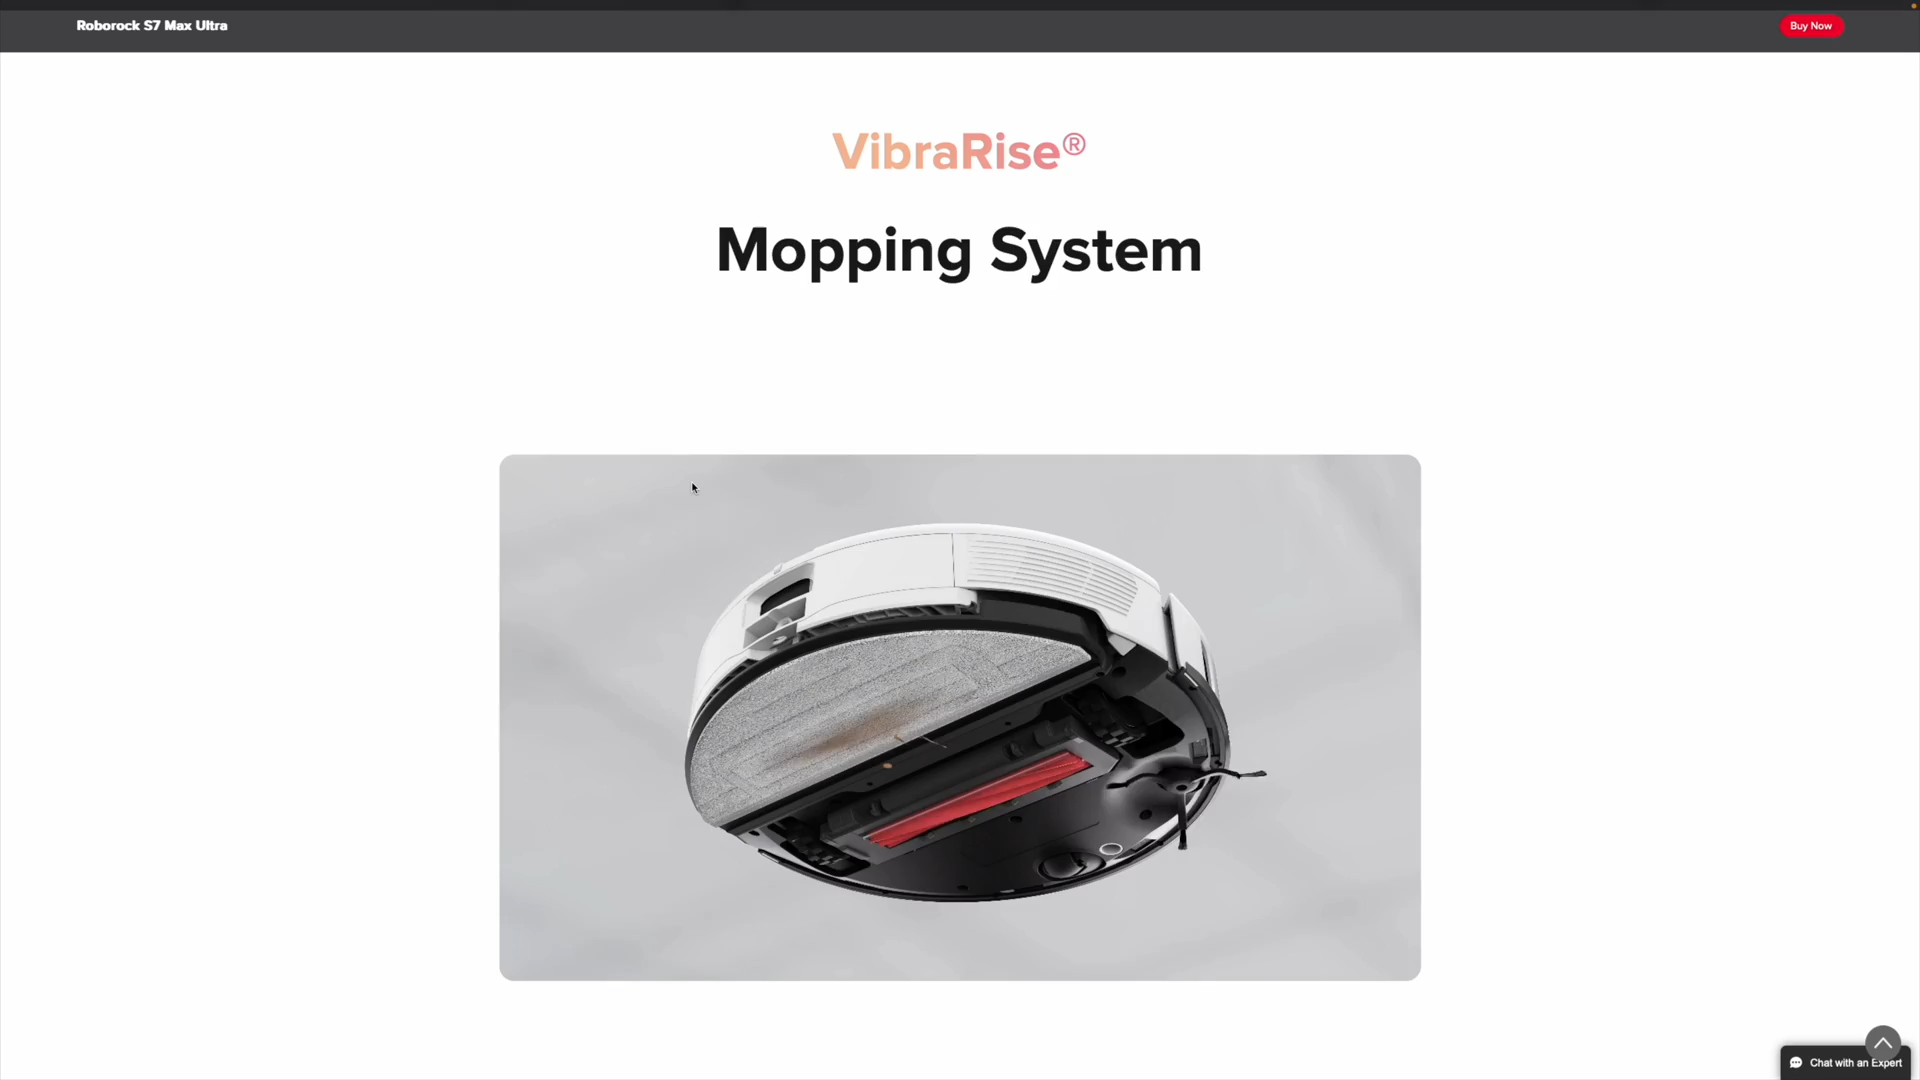 Roborock S7 Max Ultra
Buy Now
VibraRise®
Mopping System
Chat with an Expert